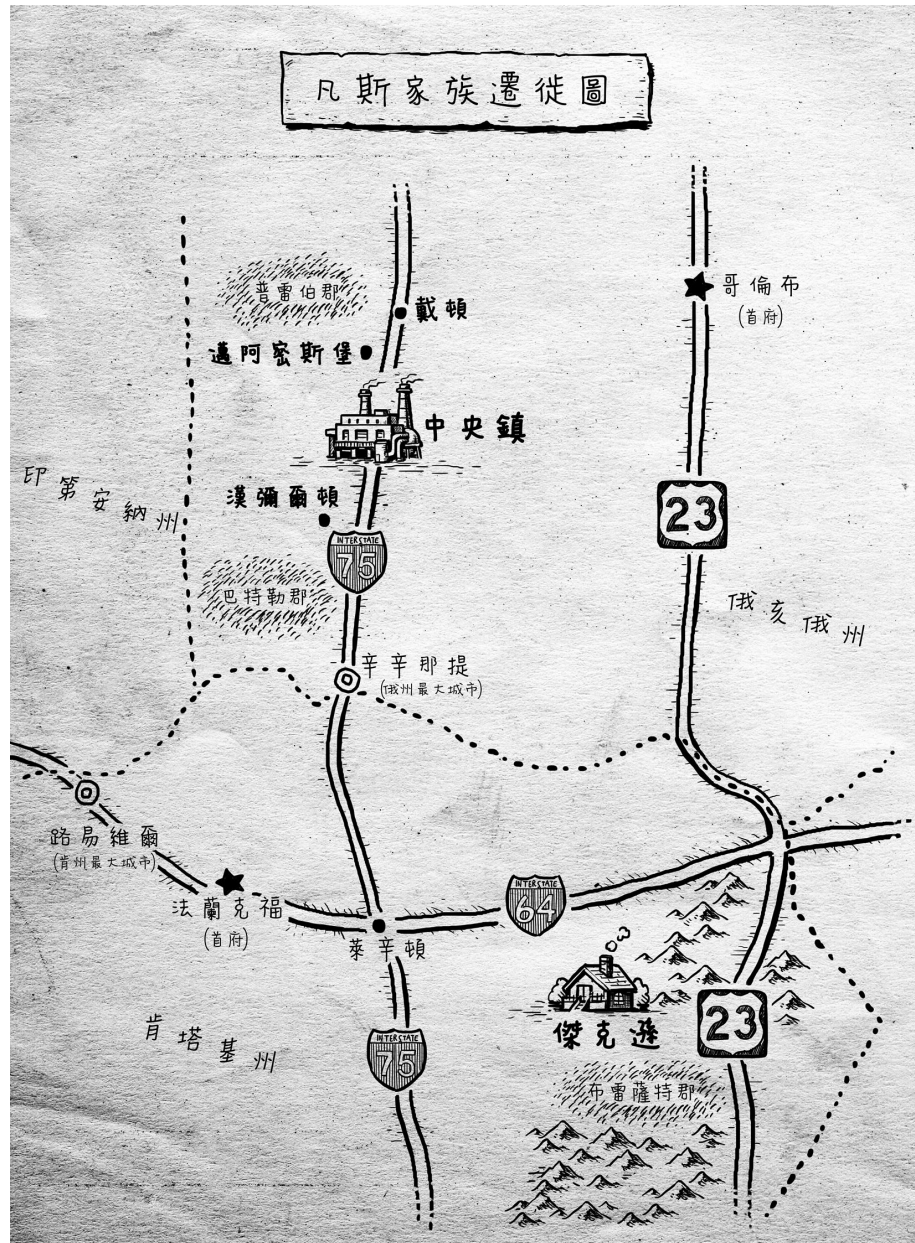 凡斯家族遷徙圖
普雷伯郡
戴頓
哥倫布
(首府)
邁阿密斯堡
中央鎮
印第安納州
漢彌爾頓
23
INTERSTATE
75
巴特勒郡
俄亥俄州
辛辛那提
(俄州最大城市)
路易維爾
(肯州最大城市)
法蘭克福
(首府)
INTERSTATE
64
萊辛頓
傑克遜
23
肯塔基州
INTERSTATE
75
布雷薩特郡